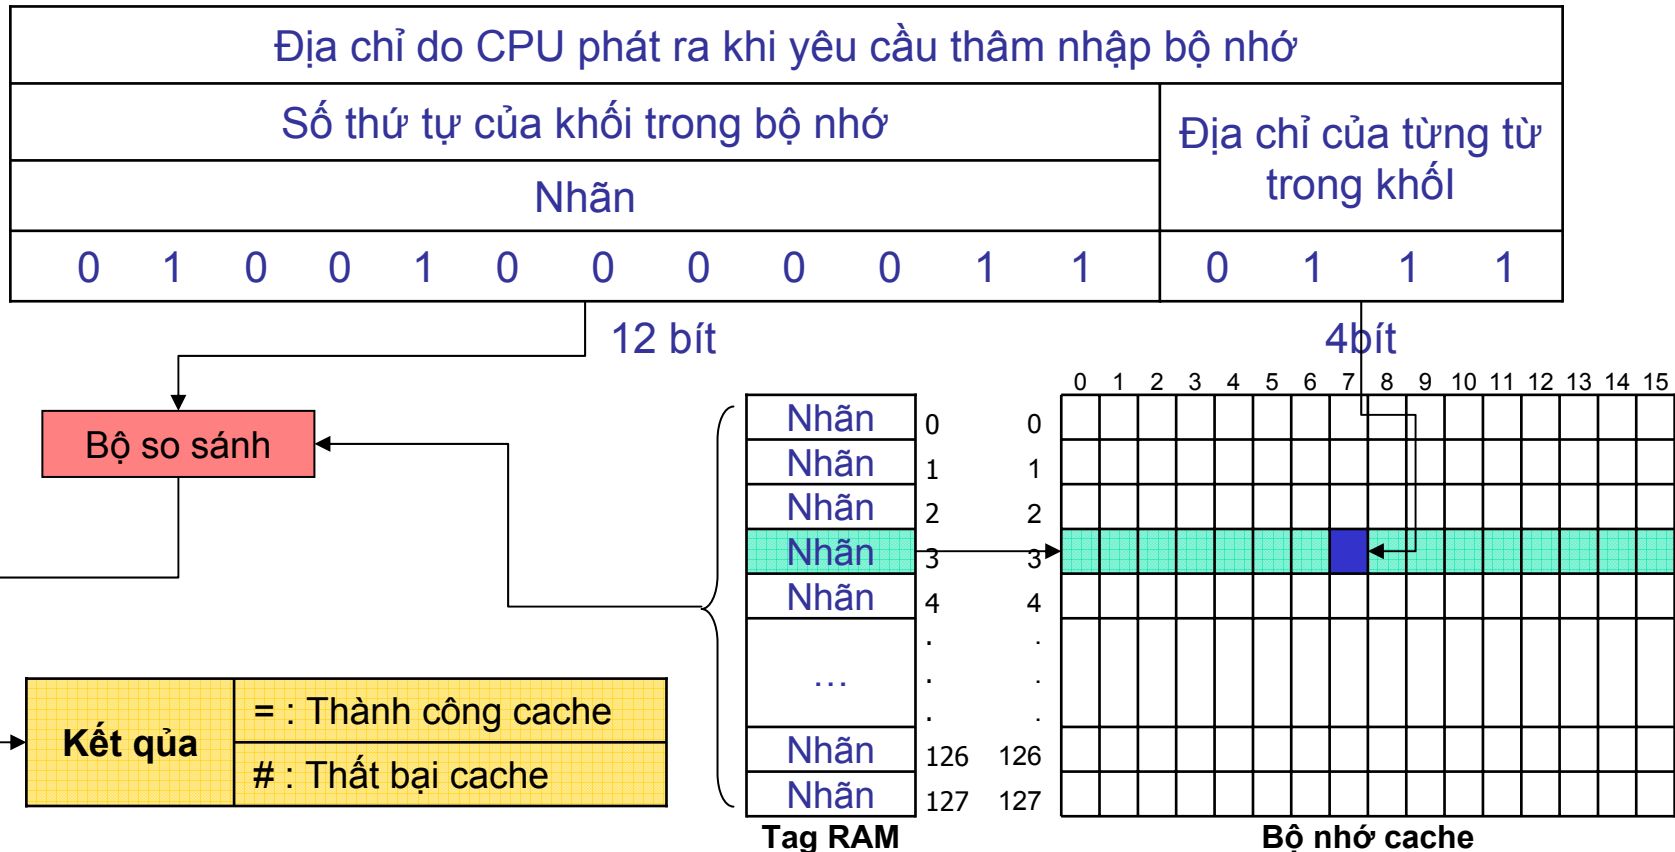 Địa chỉ do CPU phát ra khi yêu cầu thâm nhập bộ nhớ
Số thứ tự của khối trong bộ nhớ
Địa chỉ của từng từ
trong khốl
Nhãn
0 1 0 0 1 0 0 0 0 0 1 1 0 1 1 1
12 bít
4bít
0 1 2 3 4 5 6 7 8 9 10 11 12 13 14 15
Bộ so sánh
Nhãn 0 0
Nhãn 1 1
Nhãn 2 2
Nhãn 3 3
Nhãn 4 4
. .
... . .
. .
Nhãn 126 126
Nhãn 127 127
Kết qủa
= : Thành công cache
# : Thất bại cache
Tag RAM
Bộ nhớ cache